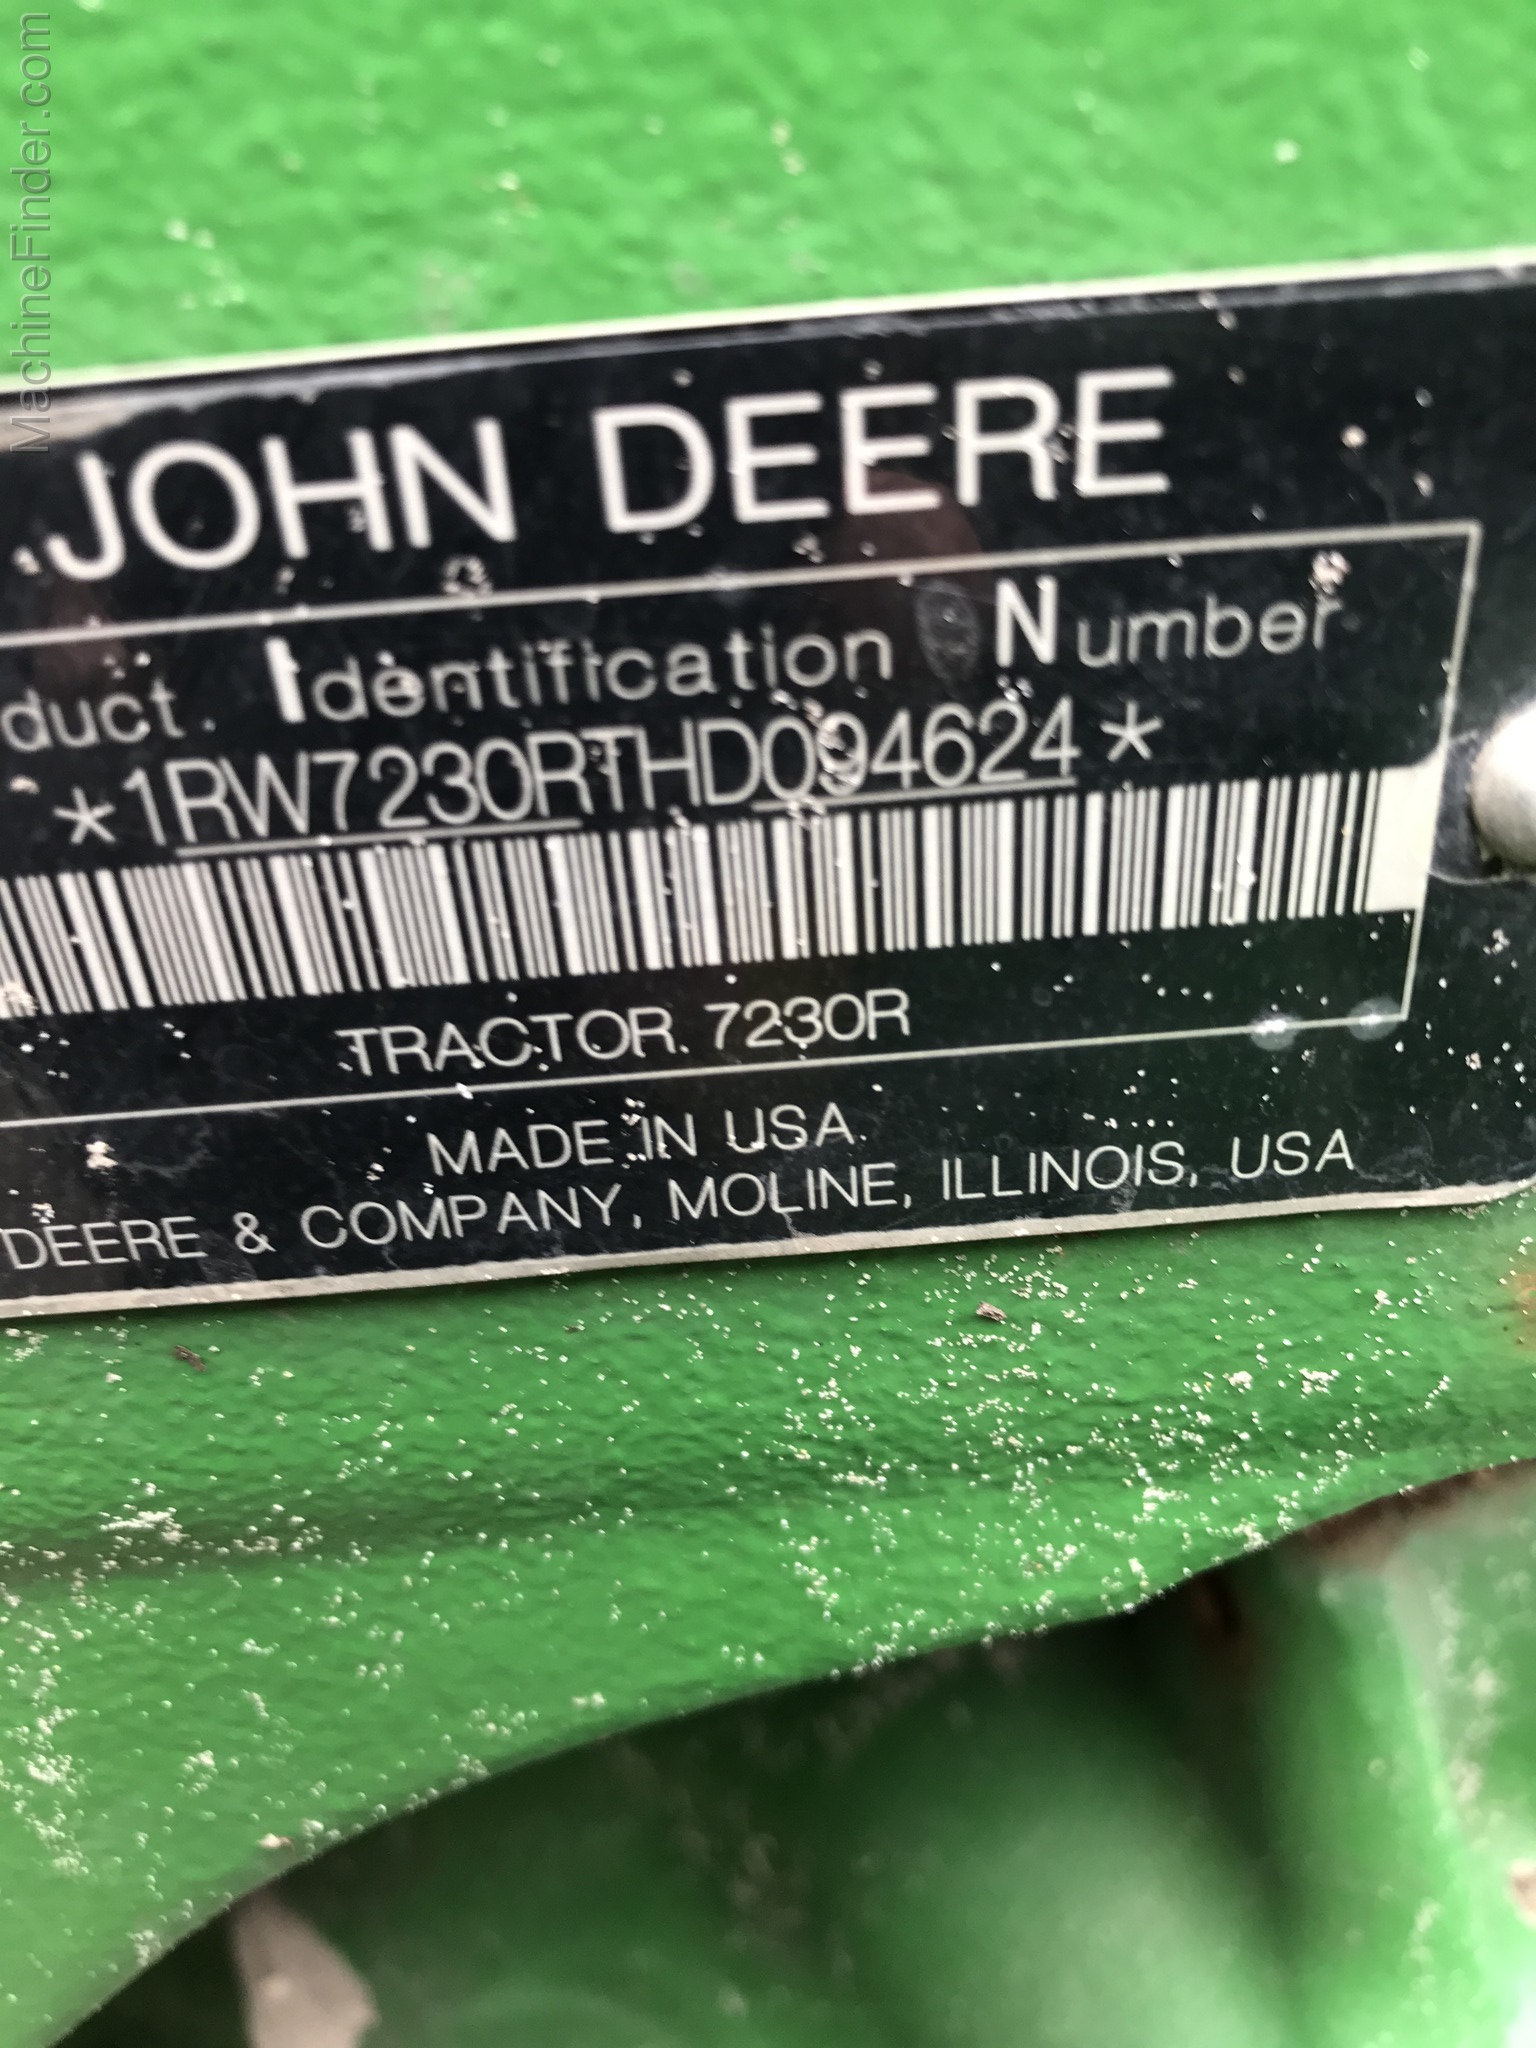 MachineFinder.com
JOHN DEERE
duct Identification Number
*1RW7230RTHD094624*
TRACTOR 7230R
MADE IN USA
DEERE & COMPANY, MOLINE, ILLINOIS, USA